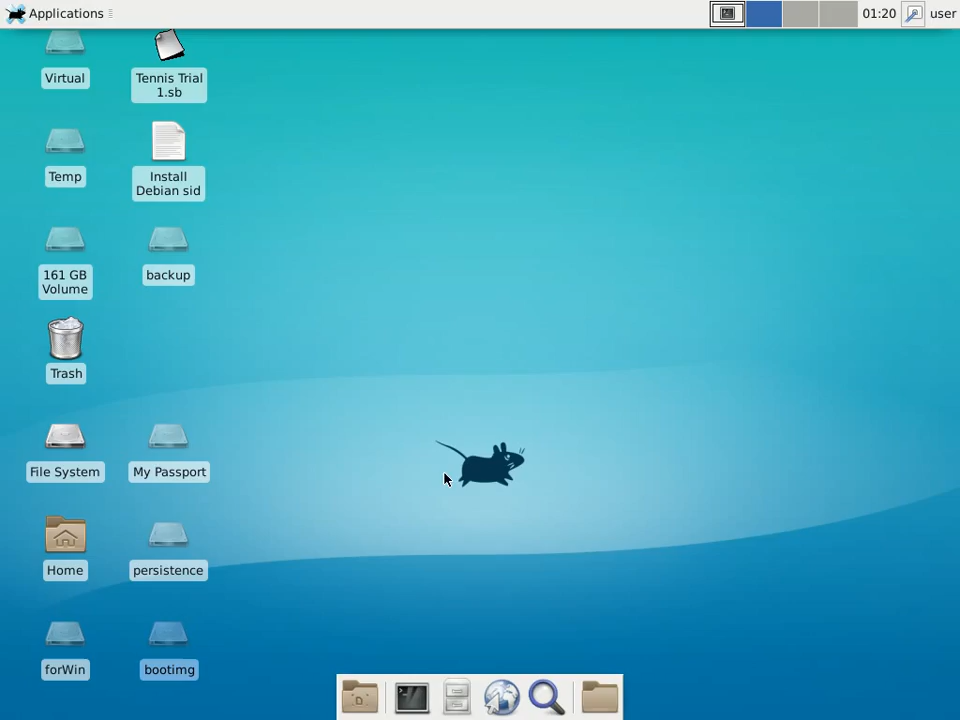 Applications
01:20
user
Virtual
Tennis Trial
1.sb
Temp
Install
Debian sid
161 GB
Volume
backup
Trash
File System
My Passport
Home
persistence
forWin
bootimg
D